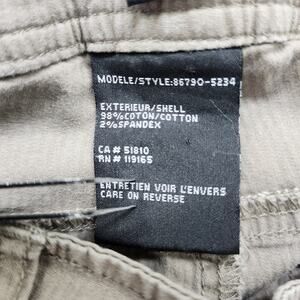 MODELE/STYLE:86790-5234
EXTERIEUR/SHELL
98%COTON/COTTON
2%SPANDEX
CA# 51810
RN# 119165
ENTRETIEN VOIR L'ENVERS
CARE ON REVERSE